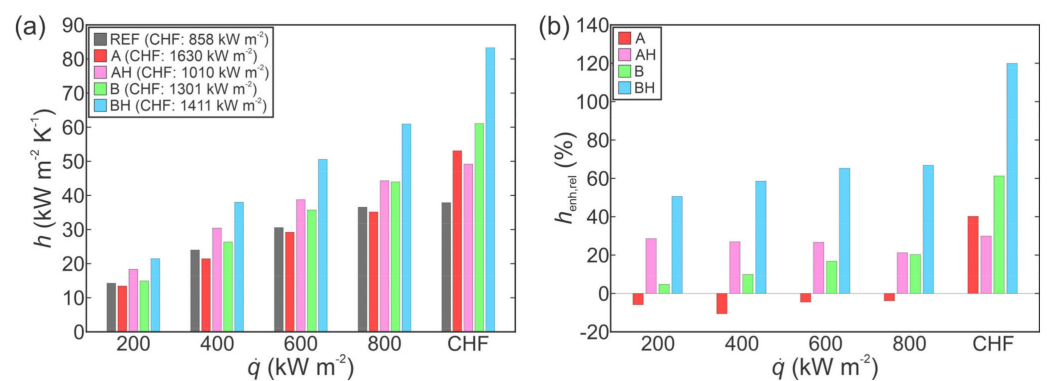 (a)
90
80
70
60
50
40
30
20
10
0
h (kW m⁻² K⁻¹)
REF (CHF: 858 kW m⁻²)
A (CHF: 1630 kW m⁻²)
AH (CHF: 1010 kW m⁻²)
B (CHF: 1301 kW m⁻²)
BH (CHF: 1411 kW m⁻²)
200 400 600 800 CHF
q̇ (kW m⁻²)
(b)
140
120
100
80
60
40
20
0
-20
h_enh,rel (%)
A
AH
B
BH
200 400 600 800 CHF
q̇ (kW m⁻²)